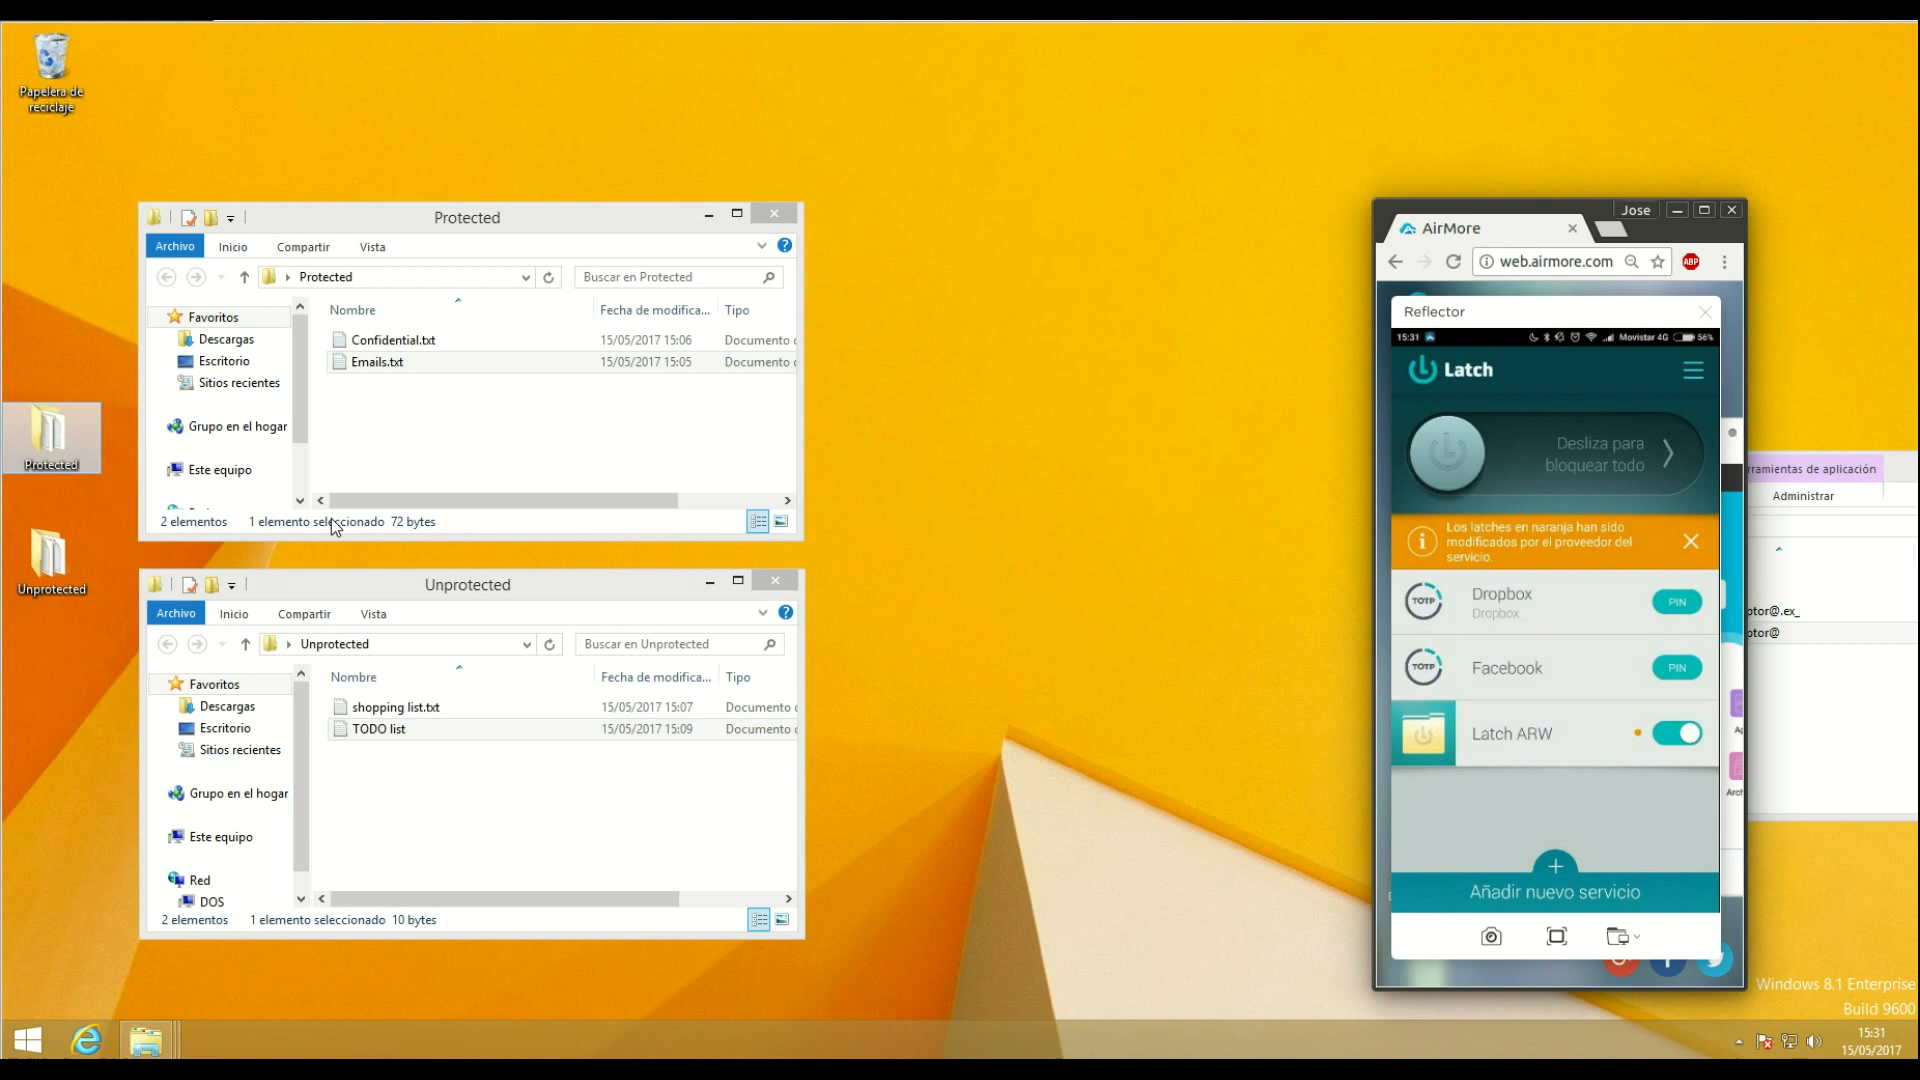 Papelera de
reciclaje
Protected
Unprotected
Protected
Archivo Inicio Compartir Vista
Protected Buscar en Protected
Nombre Fecha de modifica... Tipo
Favoritos
Descargas
Escritorio
Sitios recientes
Grupo en el hogar
Este equipo
Confidential.txt 15/05/2017 15:06 Documento
Emails.txt 15/05/2017 15:05 Documento
2 elementos 1 elemento seleccionado 72 bytes
Unprotected
Archivo Inicio Compartir Vista
Unprotected Buscar en Unprotected
Nombre Fecha de modifica... Tipo
Favoritos
Descargas
Escritorio
Sitios recientes
Grupo en el hogar
Este equipo
Red
DOS
shopping list.txt 15/05/2017 15:07 Documento
TODO list 15/05/2017 15:09 Documento
2 elementos 1 elemento seleccionado 10 bytes
Jose
AirMore
web.airmore.com ABP
Reflector
15:31 Movistar 4G 56%
Latch
Desliza para
bloquear todo
Los latches en naranja han sido
modificados por el proveedor del
servicio.
TOTP Dropbox PIN
Dropbox
TOTP Facebook PIN
Latch ARW
Añadir nuevo servicio
ramientas de aplicación
Administrar
ptor@.ex_
ptor@
Windows 8.1 Enterprise
Build 9600
15:31
15/05/2017